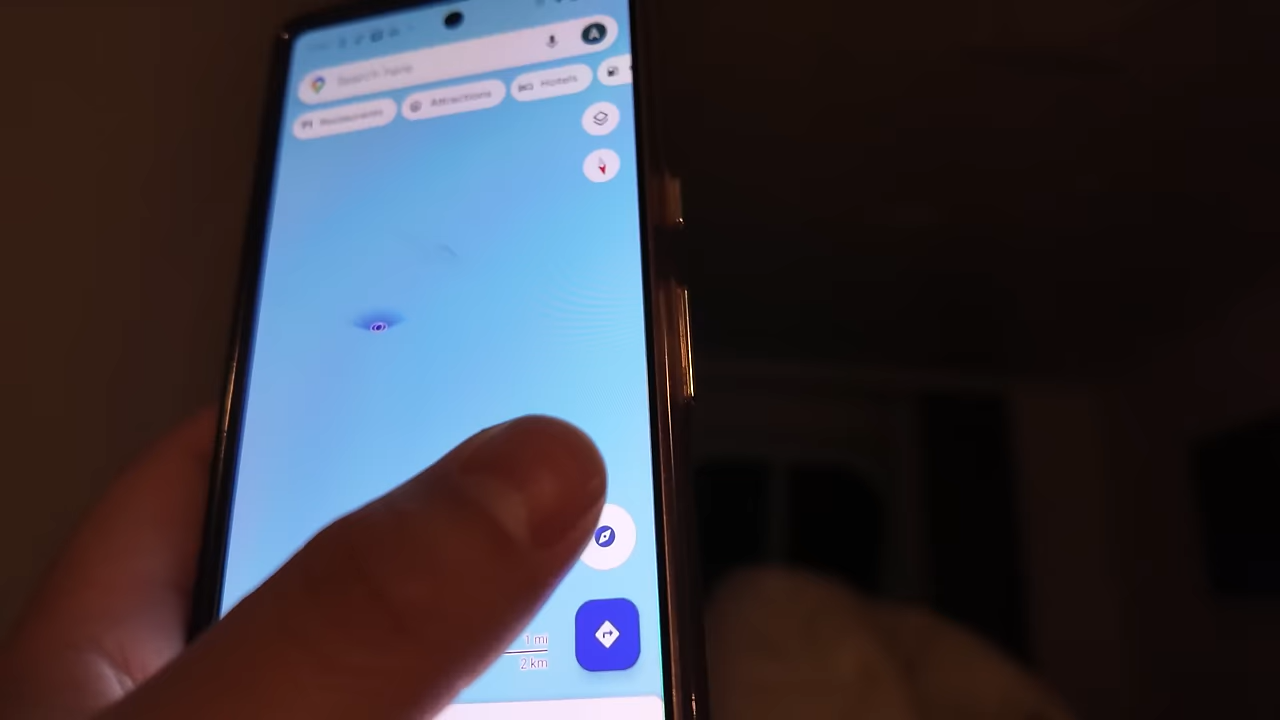 A
Search here
Restaurants
Attractions
Hotels
1 mi
2 km